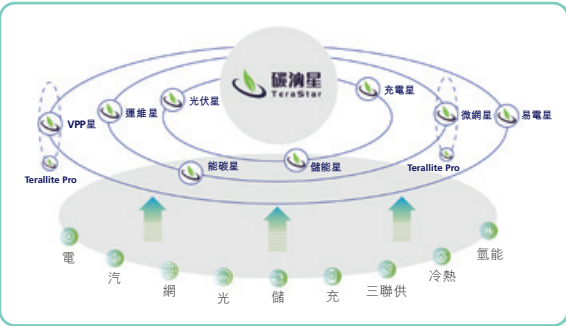 碳汭星
TeraStar
光伏星
充電星
VPP星
運維星
微網星
易電星
能碳星
儲能星
Terallite Pro
Terallite Pro
電
汽
網
光
儲
充
三聯供
冷熱
氫能